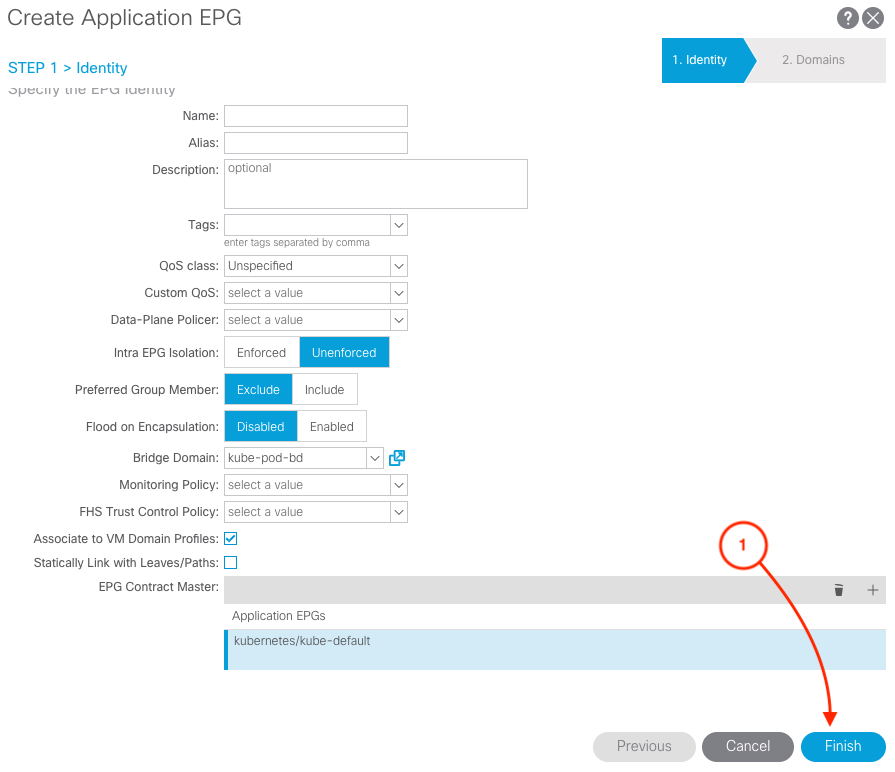 Create Application EPG
?
STEP 1 > Identity
1. Identity 2. Domains
Specify the EPG Identity
Name:
Alias:
Description: optional
Tags:
enter tags separated by comma
QoS class: Unspecified
Custom QoS: select a value
Data-Plane Policer: select a value
Intra EPG Isolation: Enforced Unenforced
Preferred Group Member: Exclude Include
Flood on Encapsulation: Disabled Enabled
Bridge Domain: kube-pod-bd
Monitoring Policy: select a value
FHS Trust Control Policy: select a value
Associate to VM Domain Profiles:
Statically Link with Leaves/Paths:
1
EPG Contract Master:
Application EPGs
kubernetes/kube-default
Previous Cancel Finish